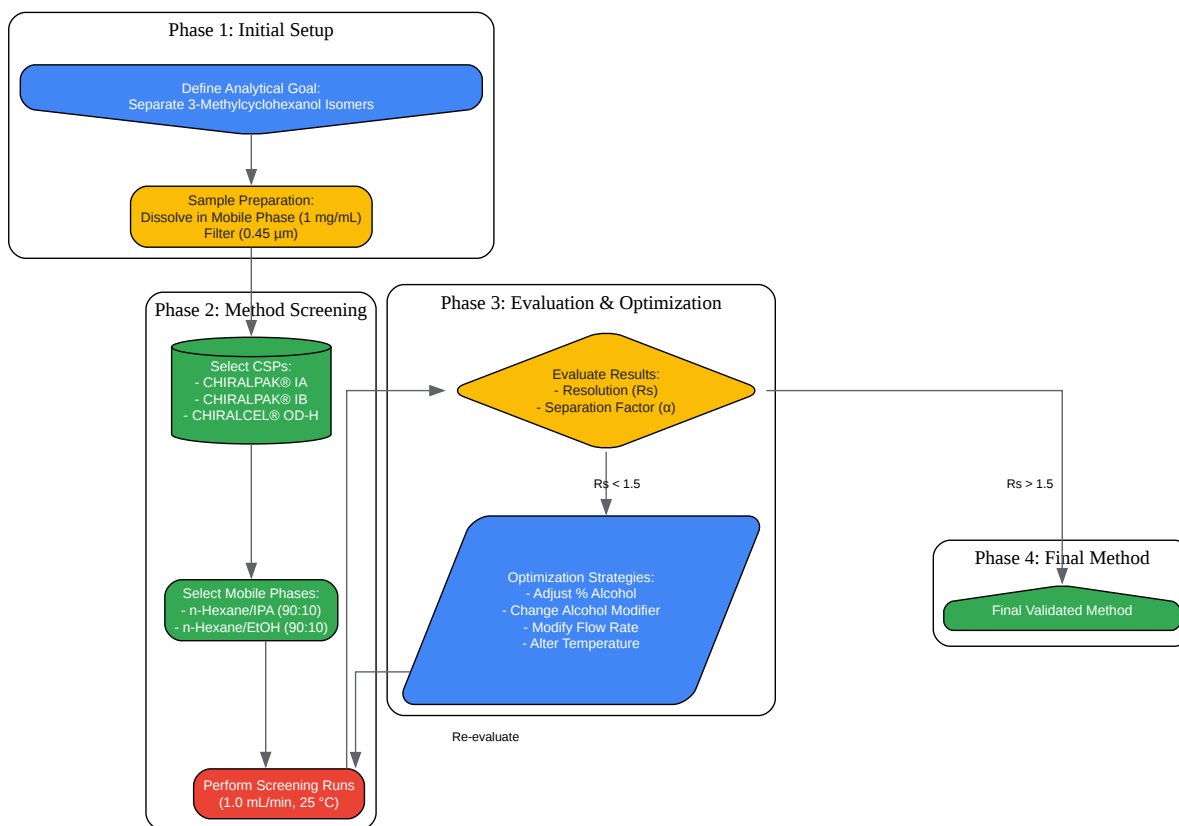 Phase 1: Initial Setup
Define Analytical Goal:
Separate 3-Methylcyclohexanol Isomers
Sample Preparation:
Dissolve in Mobile Phase (1 mg/mL)
Filter (0.45 µm)
Phase 2: Method Screening
Select CSPs:
- CHIRALPAK® IA
- CHIRALPAK® IB
- CHIRALCEL® OD-H
Select Mobile Phases:
- n-Hexane/IPA (90:10)
- n-Hexane/EtOH (90:10)
Perform Screening Runs
(1.0 mL/min, 25 °C)
Phase 3: Evaluation & Optimization
Evaluate Results:
- Resolution (Rs)
- Separation Factor (α)
Rs < 1.5
Rs > 1.5
Optimization Strategies:
- Adjust % Alcohol
- Change Alcohol Modifier
- Modify Flow Rate
- Alter Temperature
Re-evaluate
Phase 4: Final Method
Final Validated Method